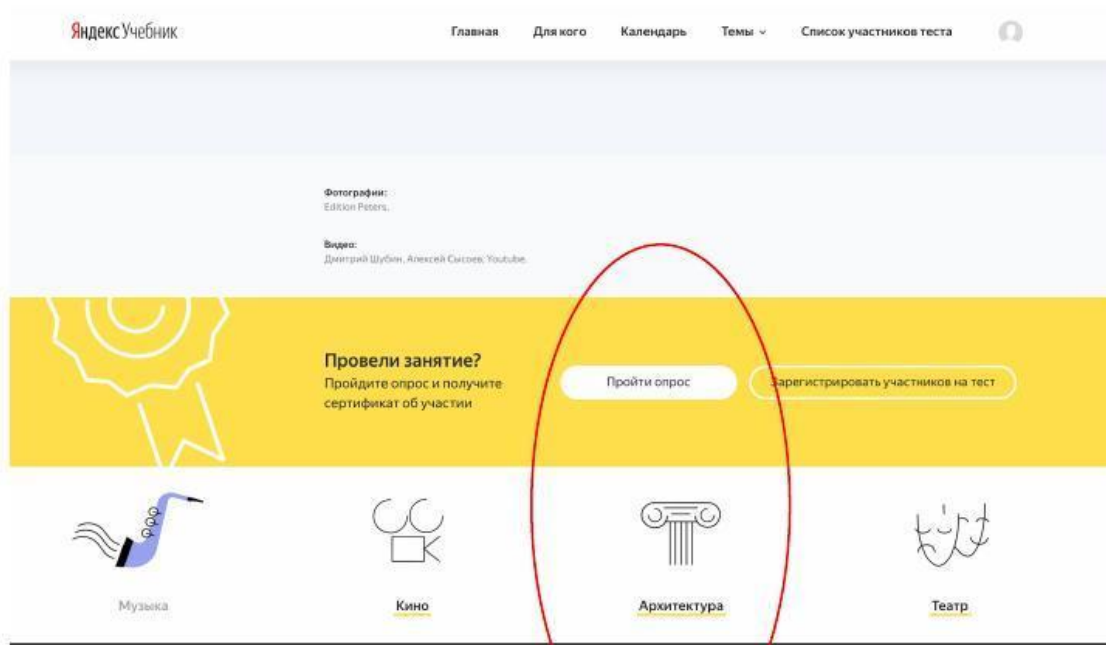 Яндекс Учебник
Главная Для кого Календарь Темы Список участников теста
Фотографии:
Edition Peters.
Видео:
Дмитрий Шубин, Алексей Сысоев; Youtube.
Провели занятие?
Пройдите опрос и получите
сертификат об участии
Пройти опрос
Зарегистрировать участников на тест
Музыка
Кино
Архитектура
Театр